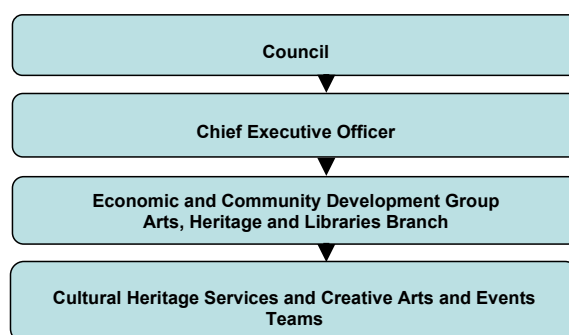 Council
Chief Executive Officer
Economic and Community Development Group
Arts, Heritage and Libraries Branch
Cultural Heritage Services and Creative Arts and Events
Teams